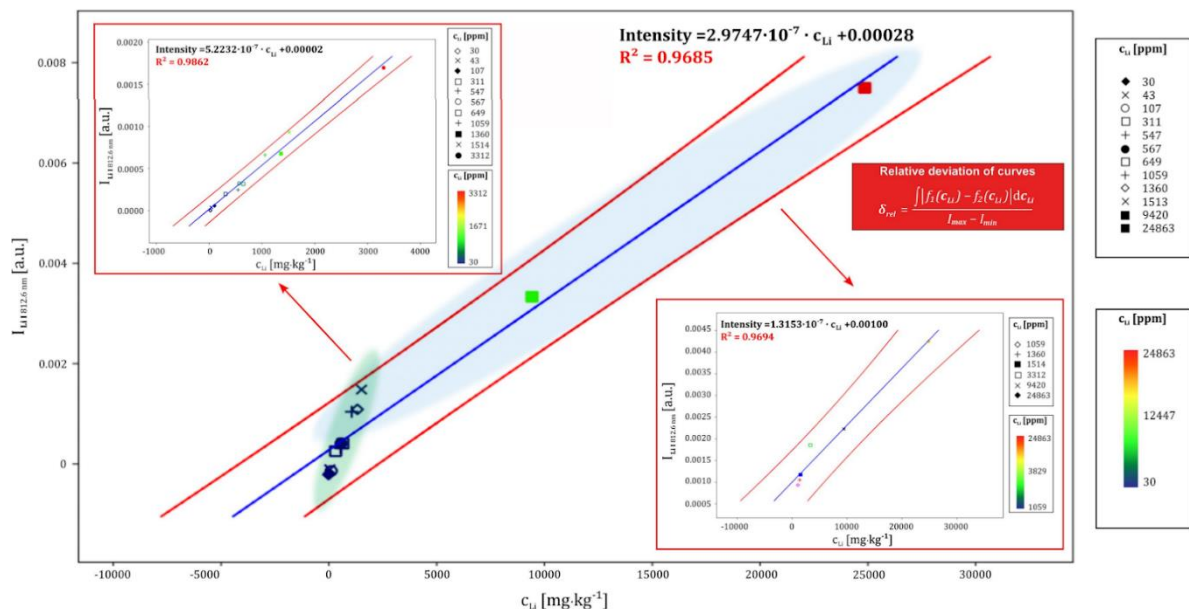 Intensity =2.9747·10⁻⁷ · cLi +0.00028
R² = 0.9685
ILi I 812.6 nm [a.u.]
0.008
0.006
0.004
0.002
0
-10000 -5000 0 5000 10000 15000 20000 25000 30000
cLi [mg·kg⁻¹]
Intensity =5.2232·10⁻⁷ · cLi +0.00002
R² = 0.9862
ILi I 812.6 nm [a.u.]
0.0020
0.0015
0.0010
0.0005
0.0000
-1000 0 1000 2000 3000 4000
cLi [mg·kg⁻¹]
cLi [ppm]
30
43
107
311
547
567
649
1059
1360
1514
3312
cLi [ppm]
3312
1671
30
Relative deviation of curves
δrel = ∫|f₁(cLi) − f₂(cLi)|dcLi / Imax − Imin
Intensity =1.3153·10⁻⁷ · cLi +0.00100
R² = 0.9694
ILi I 812.6 nm [a.u.]
0.0045
0.0040
0.0035
0.0030
0.0025
0.0020
0.0015
0.0010
0.0005
-10000 0 10000 20000 30000
cLi [mg·kg⁻¹]
cLi [ppm]
1059
1360
1514
3312
9420
24863
cLi [ppm]
24863
3829
1059
cLi [ppm]
30
43
107
311
547
567
649
1059
1360
1513
9420
24863
cLi [ppm]
24863
12447
30